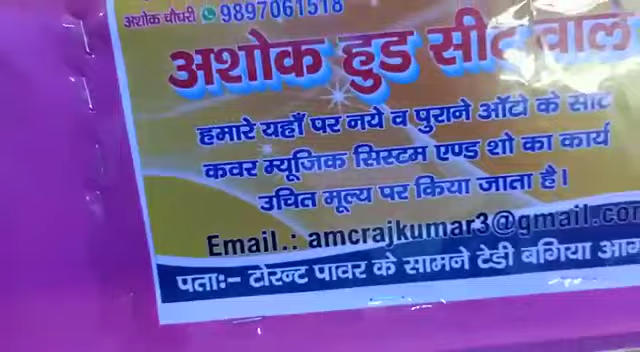 अशोक चौधरी 9897061518
अशोक हुड सीट वाल
हमारे यहाँ पर नये व पुराने ऑटो के सीट
कवर म्यूजिक सिस्टम एण्ड शो का कार्य
उचित मूल्य पर किया जाता है।
Email.: amcrajkumar3@gmail.com
पता:- टोरन्ट पावर के सामने टेडी बगिया आग